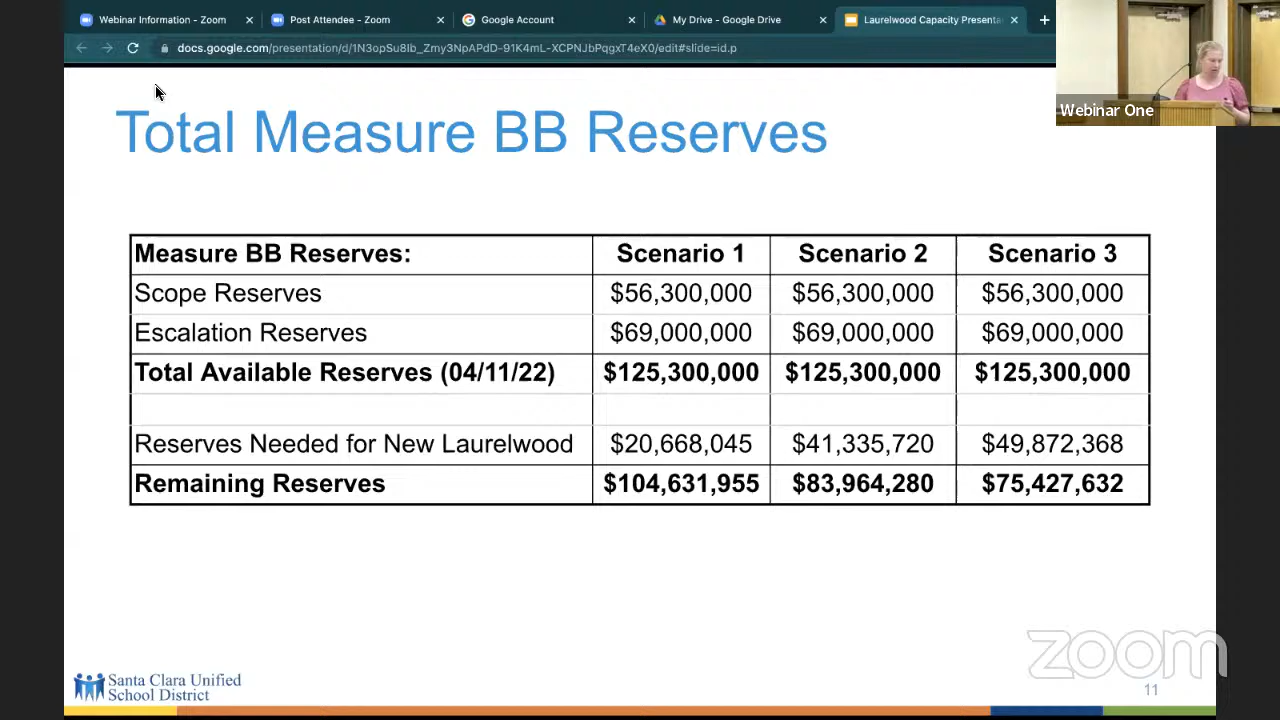 Webinar Information - Zoom
Post Attendee - Zoom
Google Account
My Drive - Google Drive
Laurelwood Capacity Presenta
docs.google.com/presentation/d/1N3opSu8Ib_Zmy3NpAPdD-91K4mL-XCPNJbPqgxT4eX0/edit#slide=id.p
Webinar One
Total Measure BB Reserves
Measure BB Reserves: Scenario 1 Scenario 2 Scenario 3
Scope Reserves $56,300,000 $56,300,000 $56,300,000
Escalation Reserves $69,000,000 $69,000,000 $69,000,000
Total Available Reserves (04/11/22) $125,300,000 $125,300,000 $125,300,000
Reserves Needed for New Laurelwood $20,668,045 $41,335,720 $49,872,368
Remaining Reserves $104,631,955 $83,964,280 $75,427,632
zoom
Santa Clara Unified
School District
11